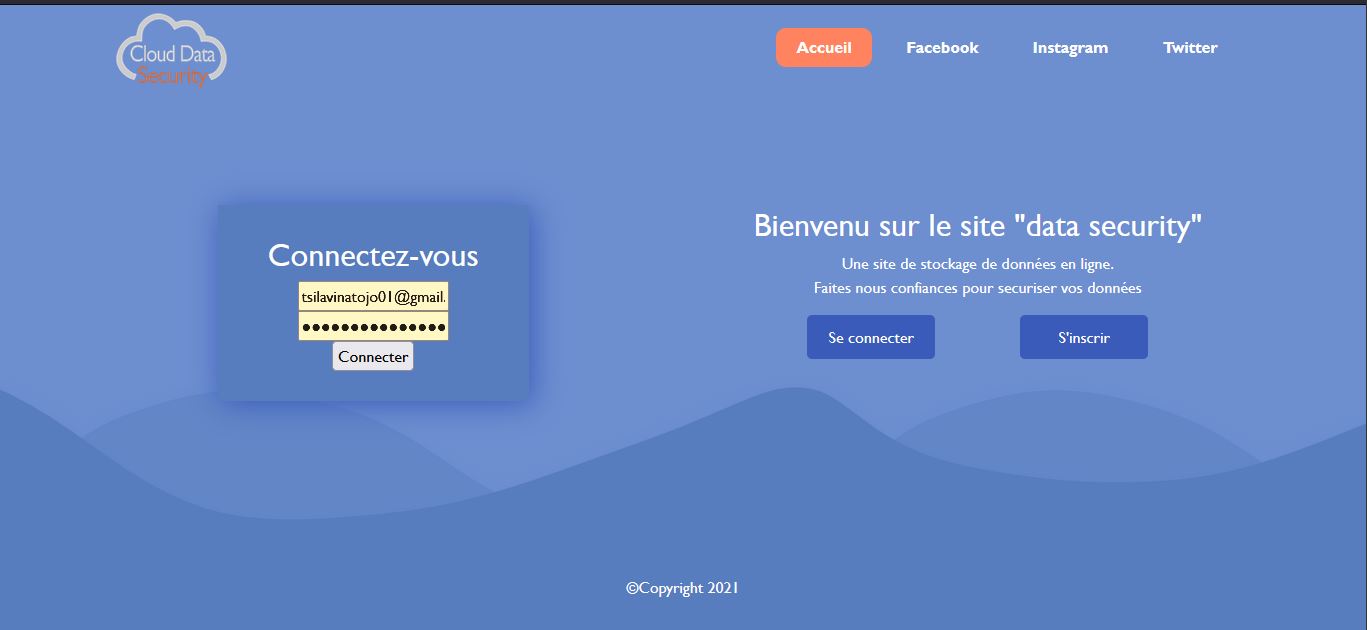 Cloud Data
Security
Accueil
Facebook
Instagram
Twitter
Connectez-vous
tsilavinatojo01@gmail.
Connecter
Bienvenu sur le site "data security"
Une site de stockage de données en ligne.
Faites nous confiances pour securiser vos données
Se connecter
S'inscrir
©Copyright 2021